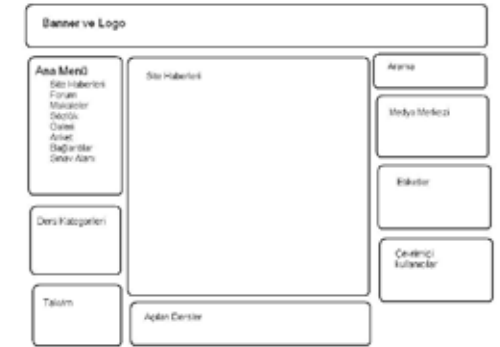 Banner ve Logo
Ana Menü
Site Haberleri
Forum
Makaleler
Sözlük
Galeri
Anket
Bağlantılar
Sınav Alanı
Ders Kategorileri
Takvim
Site Haberleri
Açılan Dersler
Arama
Medya Merkezi
Etiketler
Çevrimiçi
kullanıcılar